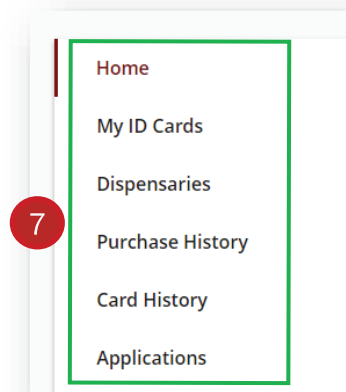 Home
My ID Cards
Dispensaries
7
Purchase History
Card History
Applications